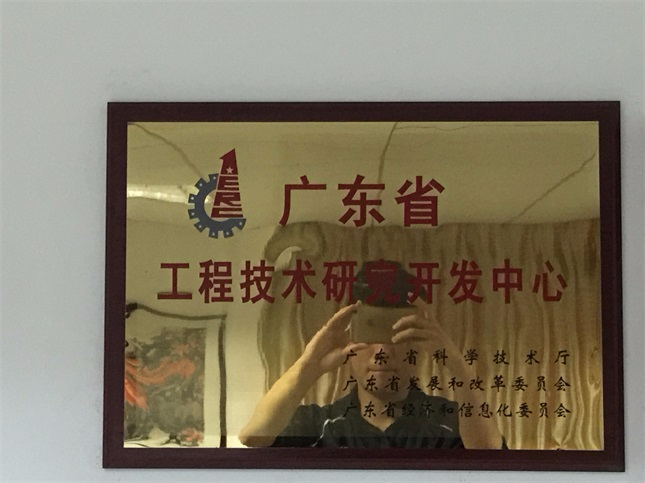 ERC
广东省
工程技术研究开发中心
广东省科学技术厅
广东省发展和改革委员会
广东省经济和信息化委员会